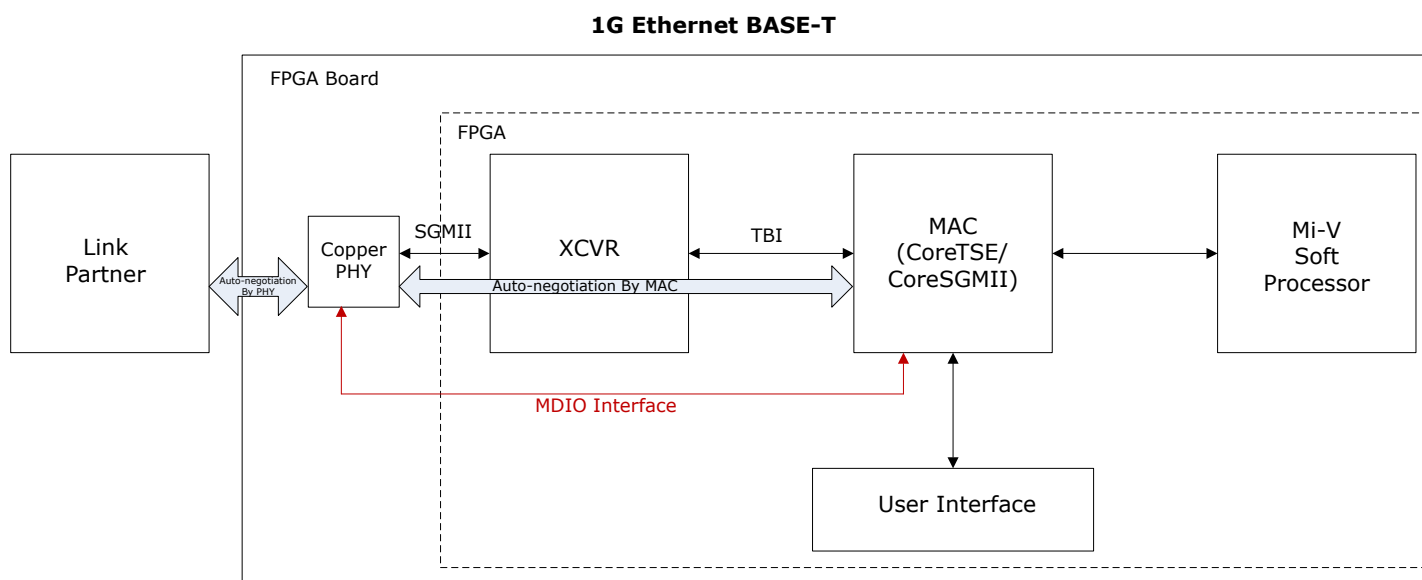 1G Ethernet BASE-T
FPGA Board
FPGA
Link
Partner
Auto-negotiation
By PHY
Copper
PHY
SGMII
XCVR
Auto-negotiation By MAC
TBI
MAC
(CoreTSE/
CoreSGMII)
Mi-V
Soft
Processor
MDIO Interface
User Interface